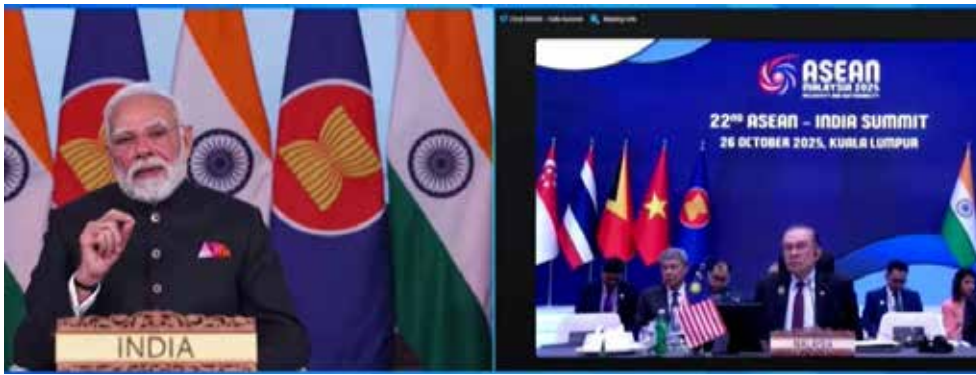 INDIA
ASEAN
MALAYSIA 2025
22ND ASEAN - INDIA SUMMIT
26 OCTOBER 2025, KUALA LUMPUR
MALAYSIA